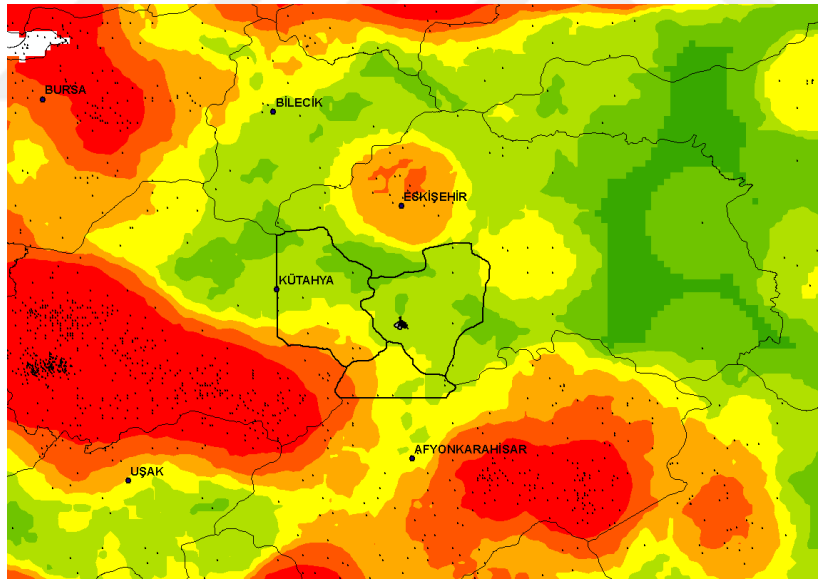 BURSA
BİLECİK
ESKİŞEHİR
KÜTAHYA
AFYONKARAHİSAR
UŞAK